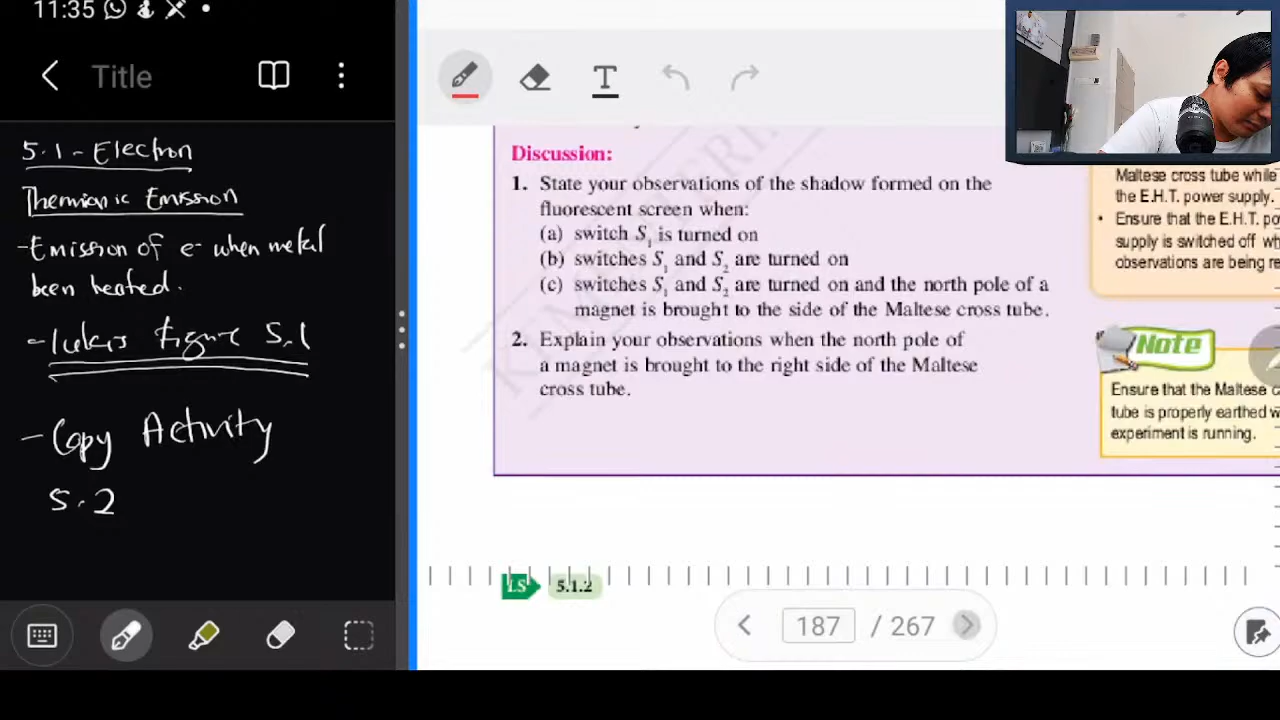 11:35
Title
5.1 - Electron
Thermionic Emission
- Emission of e- when metal
been heated.
- lukis figure 5.1
- Copy Activity
5.2
Discussion:
1. State your observations of the shadow formed on the
fluorescent screen when:
(a) switch S1 is turned on
(b) switches S1 and S2 are turned on
(c) switches S1 and S2 are turned on and the north pole of a
magnet is brought to the side of the Maltese cross tube.
2. Explain your observations when the north pole of
a magnet is brought to the right side of the Maltese
cross tube.
Maltese cross tube while
the E.H.T. power supply.
• Ensure that the E.H.T. po
supply is switched off wh
observations are being re
Note
Ensure that the Maltese c
tube is properly earthed w
experiment is running.
LS 5.1.2
187 / 267